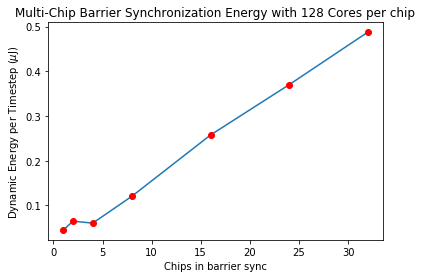 Multi-Chip Barrier Synchronization Energy with 128 Cores per chip
Dynamic Energy per Timestep (μJ)
0.5
0.4
0.3
0.2
0.1
0 5 10 15 20 25 30
Chips in barrier sync